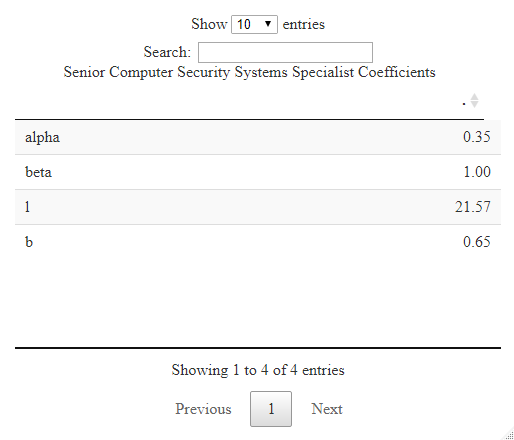 Show 10 entries
Search:
Senior Computer Security Systems Specialist Coefficients
.
alpha 0.35
beta 1.00
l 21.57
b 0.65
Showing 1 to 4 of 4 entries
Previous 1 Next